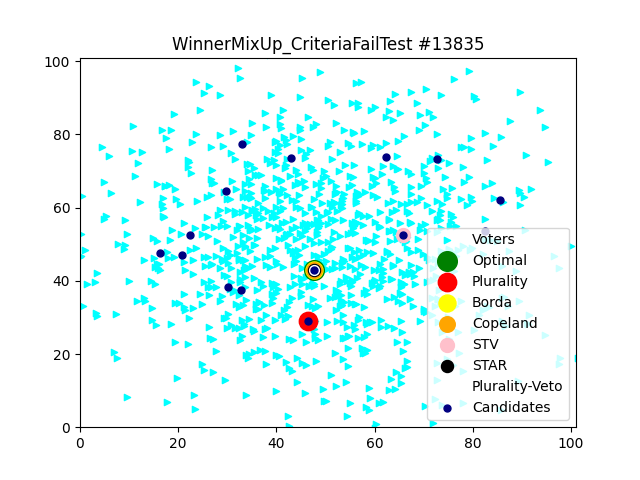 WinnerMixUp_CriteriaFailTest #13835
100
80
60
40
20
0
0 20 40 60 80 100
Voters
Optimal
Plurality
Borda
Copeland
STV
STAR
Plurality-Veto
Candidates